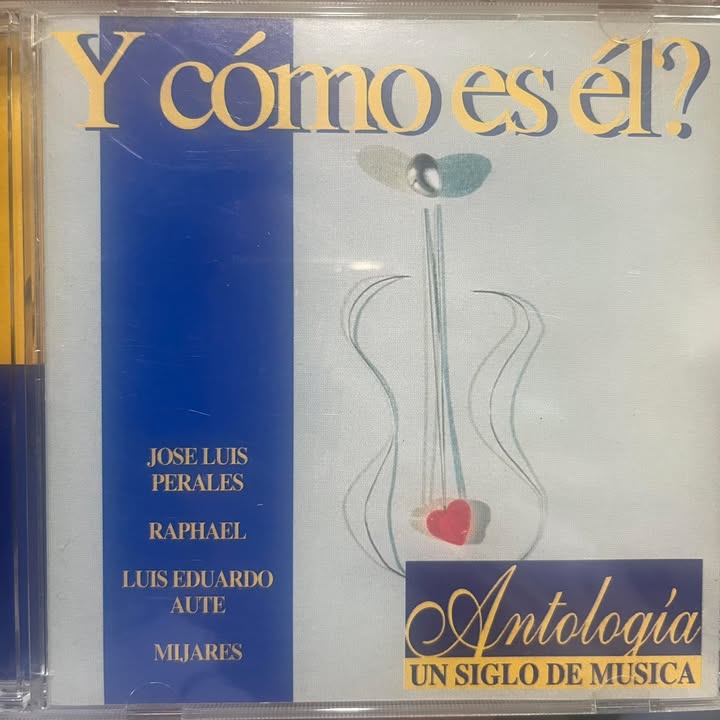 Y cómo es él?
JOSE LUIS
PERALES
RAPHAEL
LUIS EDUARDO
AUTE
MIJARES
Antología
UN SIGLO DE MUSICA